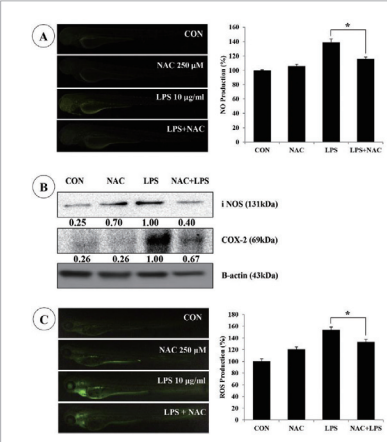 A
CON
NAC 250 µM
LPS 10 µg/ml
LPS+NAC
NO Production (%)
160
140
120
100
80
60
40
20
0
CON NAC LPS LPS+NAC
*
B
CON NAC LPS NAC+LPS
i NOS (131kDa)
0.25 0.70 1.00 0.40
COX-2 (69kDa)
0.26 0.26 1.00 0.67
B-actin (43kDa)
C
CON
NAC 250 µM
LPS 10 µg/ml
LPS + NAC
ROS Production (%)
180
160
140
120
100
80
60
40
20
0
CON NAC LPS NAC+LPS
*